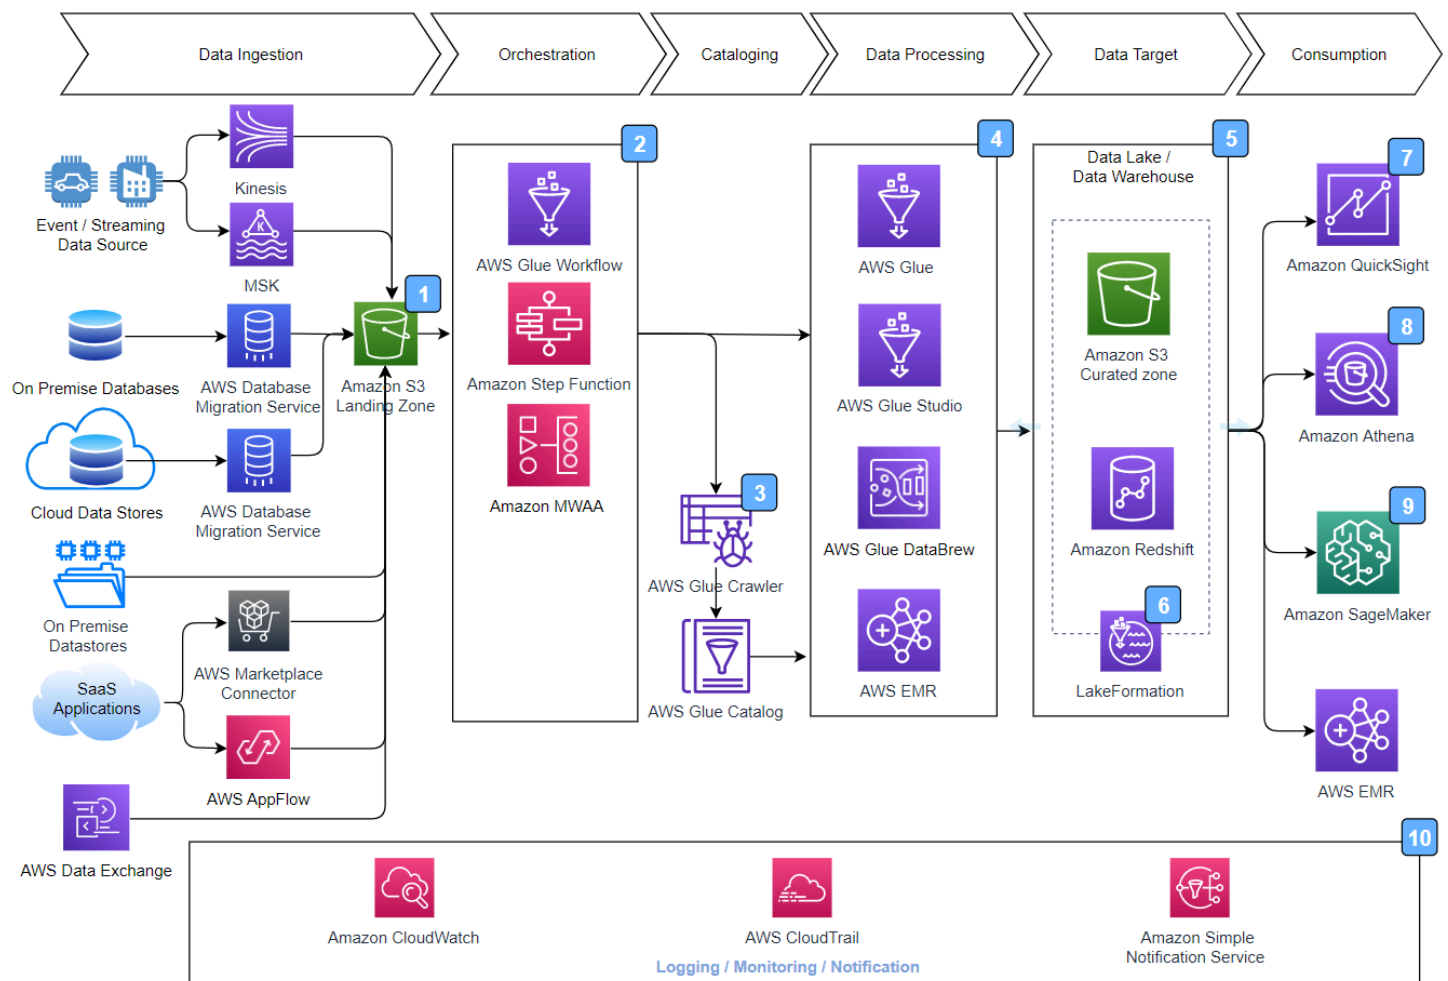 Data Ingestion
Orchestration
Cataloging
Data Processing
Data Target
Consumption
Event / Streaming
Data Source
Kinesis
K
MSK
On Premise Databases
AWS Database
Migration Service
Cloud Data Stores
AWS Database
Migration Service
On Premise
Datastores
SaaS
Applications
AWS Marketplace
Connector
AWS AppFlow
AWS Data Exchange
1
Amazon S3
Landing Zone
2
AWS Glue Workflow
Amazon Step Function
Amazon MWAA
3
AWS Glue Crawler
AWS Glue Catalog
4
AWS Glue
AWS Glue Studio
AWS Glue DataBrew
AWS EMR
5
Data Lake /
Data Warehouse
Amazon S3
Curated zone
Amazon Redshift
6
LakeFormation
7
Amazon QuickSight
8
Amazon Athena
9
Amazon SageMaker
AWS EMR
10
Amazon CloudWatch
AWS CloudTrail
Amazon Simple
Notification Service
Logging / Monitoring / Notification